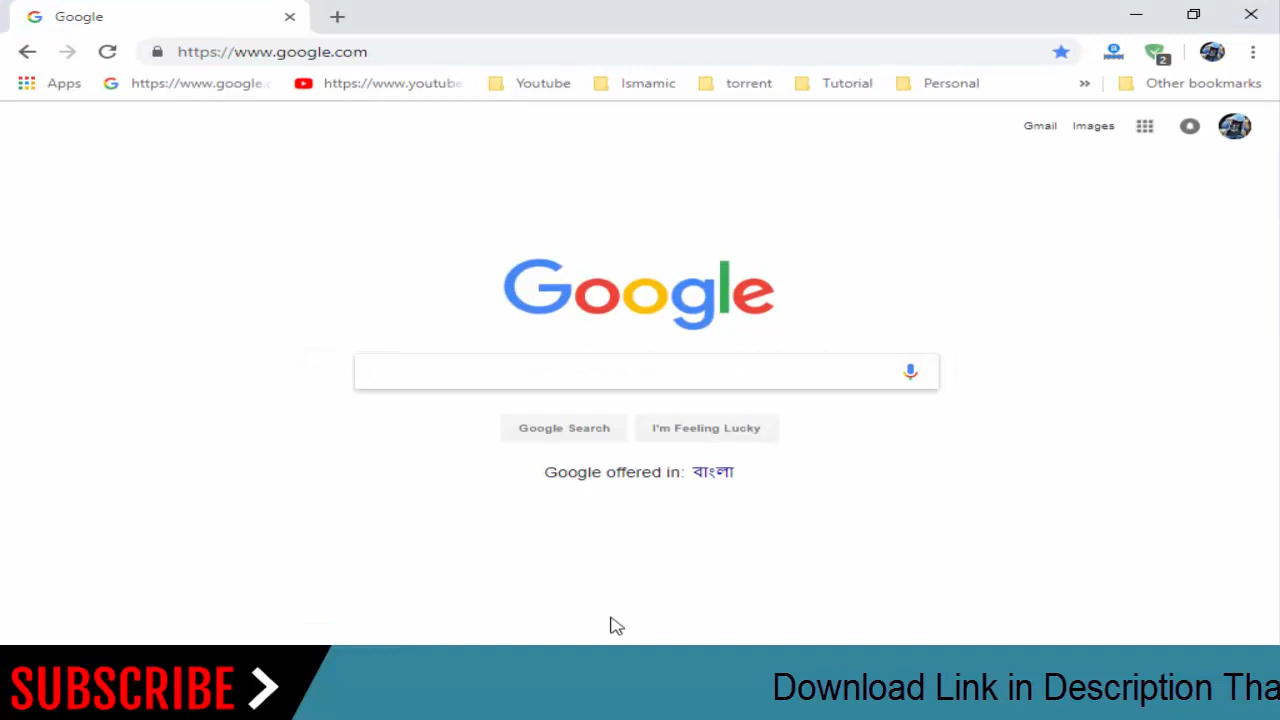 Google
https://www.google.com
2
Apps https://www.google. https://www.youtube Youtube Ismamic torrent Tutorial Personal » Other bookmarks
Gmail Images
Google
Google Search I'm Feeling Lucky
Google offered in: বাংলা
SUBSCRIBE
Download Link in Description Tha